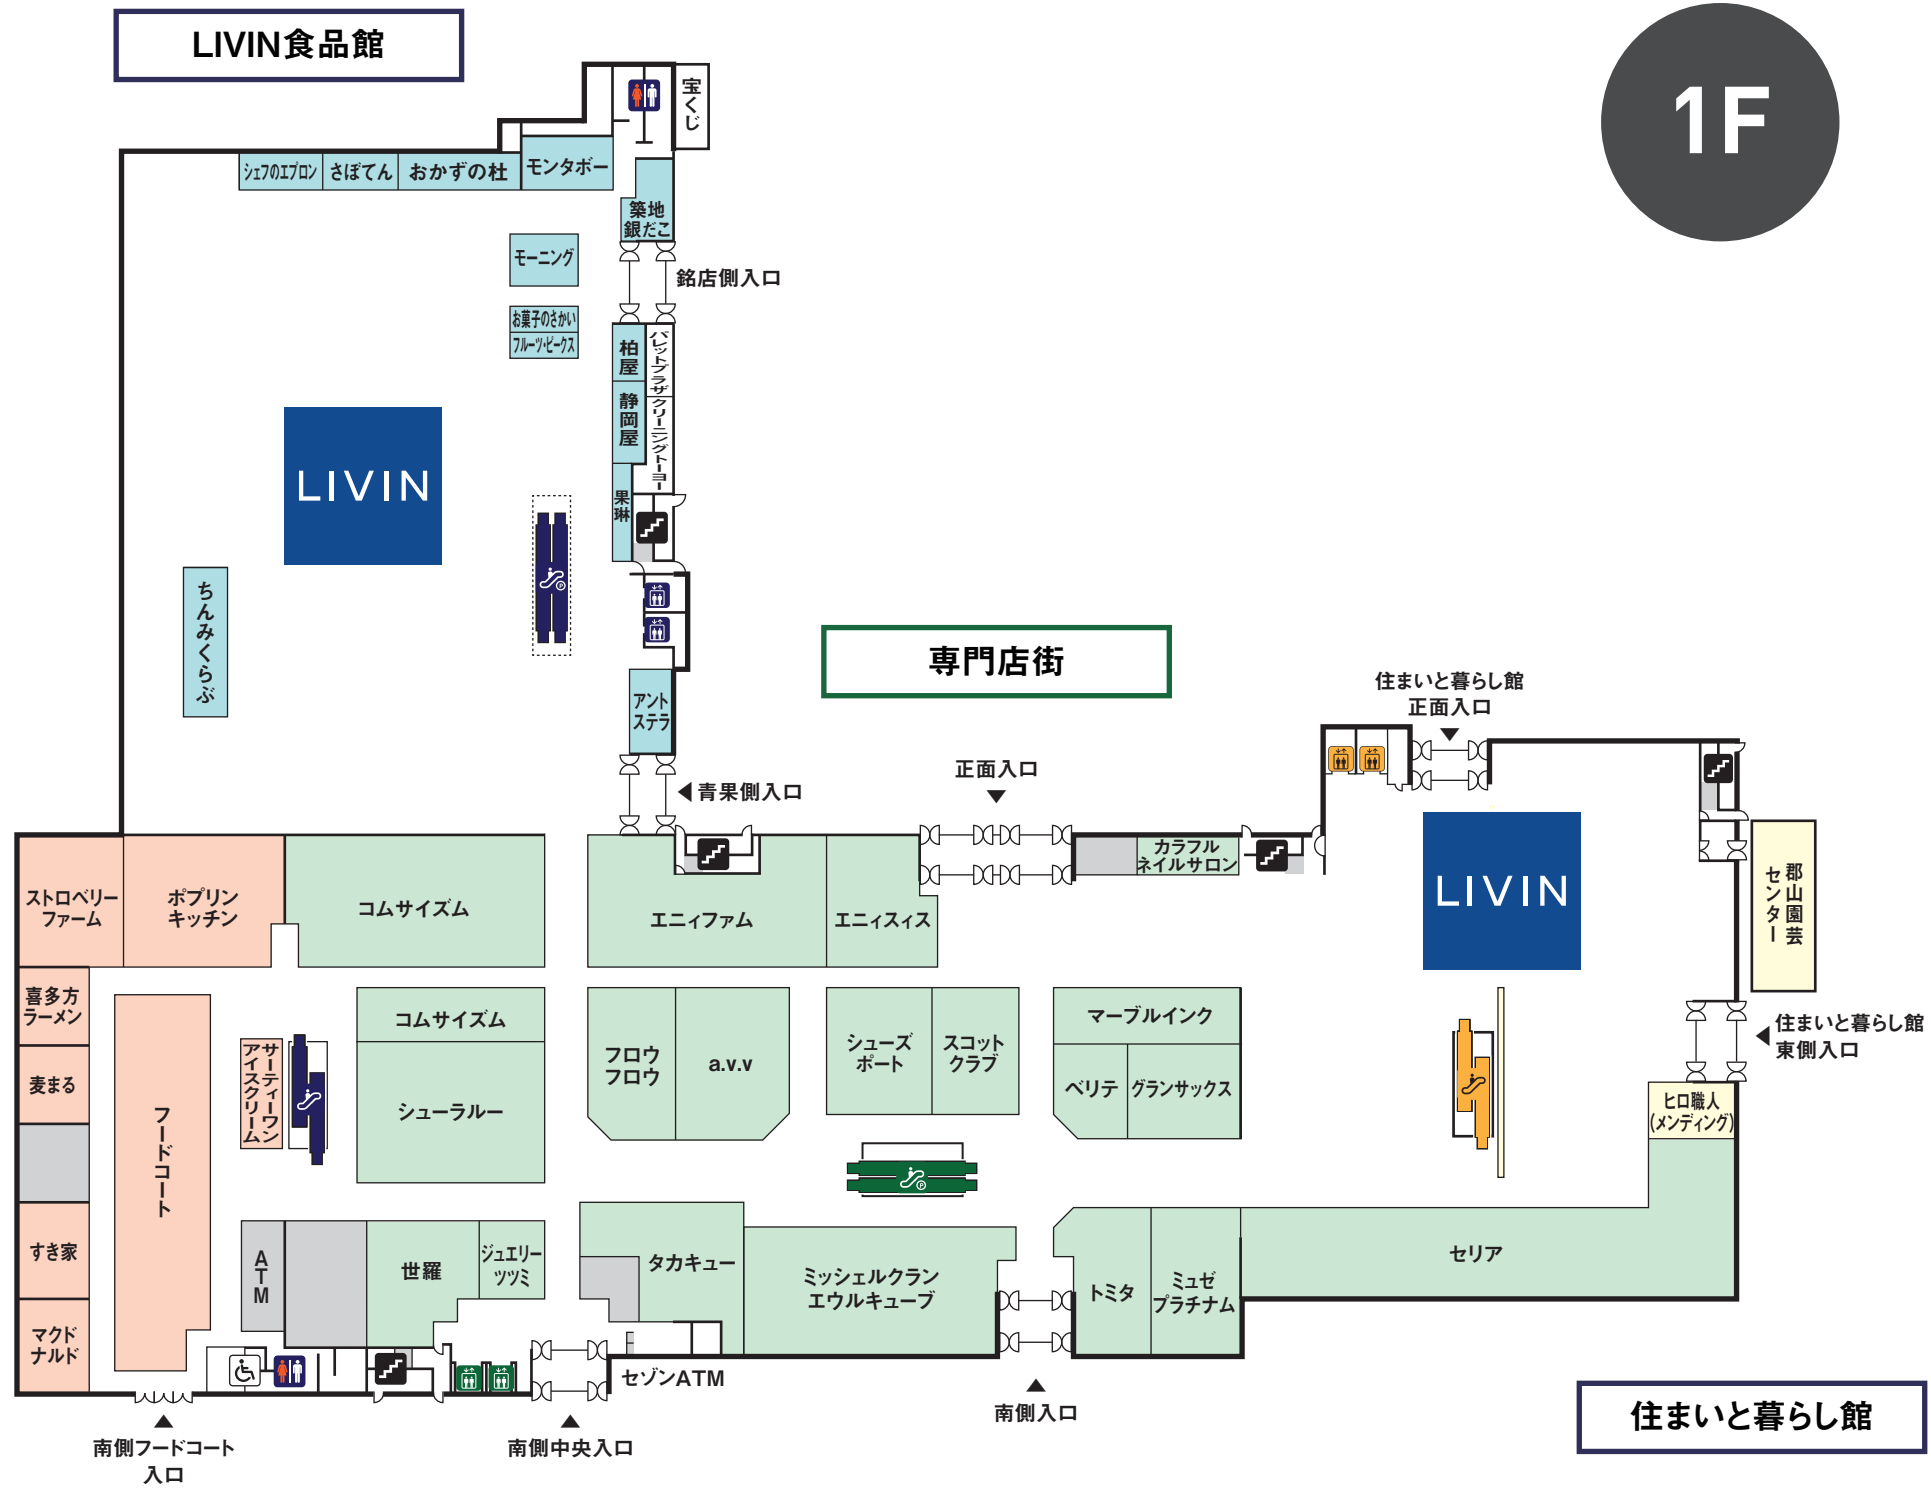 LIVIN食品館
1F
宝くじ
シェフのエプロン
さぼてん
おかずの杜
モンタボー
築地
銀だこ
モーニング
銘店側入口
お菓子のさかい
フルーツ・ピークス
柏屋
パレットプラザ
静岡屋
クリーニングトーヨー
果琳
LIVIN
ちんみくらぶ
アント
ステラ
専門店街
住まいと暮らし館
正面入口
正面入口
青果側入口
ストロベリー
ファーム
ポプリン
キッチン
コムサイズム
エニィファム
エニィスィス
カラフル
ネイルサロン
LIVIN
郡山園芸
センター
喜多方
ラーメン
コムサイズム
フロウ
フロウ
a.v.v
シューズ
ポート
スコット
クラブ
マーブルインク
住まいと暮らし館
東側入口
麦まる
フードコート
サーティーワン
アイスクリーム
シューラルー
ベリテ
グランサックス
ヒロ職人
(メンディング)
すき家
ATM
世羅
ジュエリー
ツツミ
タカキュー
ミッシェルクラン
エウルキューブ
トミタ
ミュゼ
プラチナム
セリア
マクド
ナルド
セゾンATM
南側フードコート
入口
南側中央入口
南側入口
住まいと暮らし館